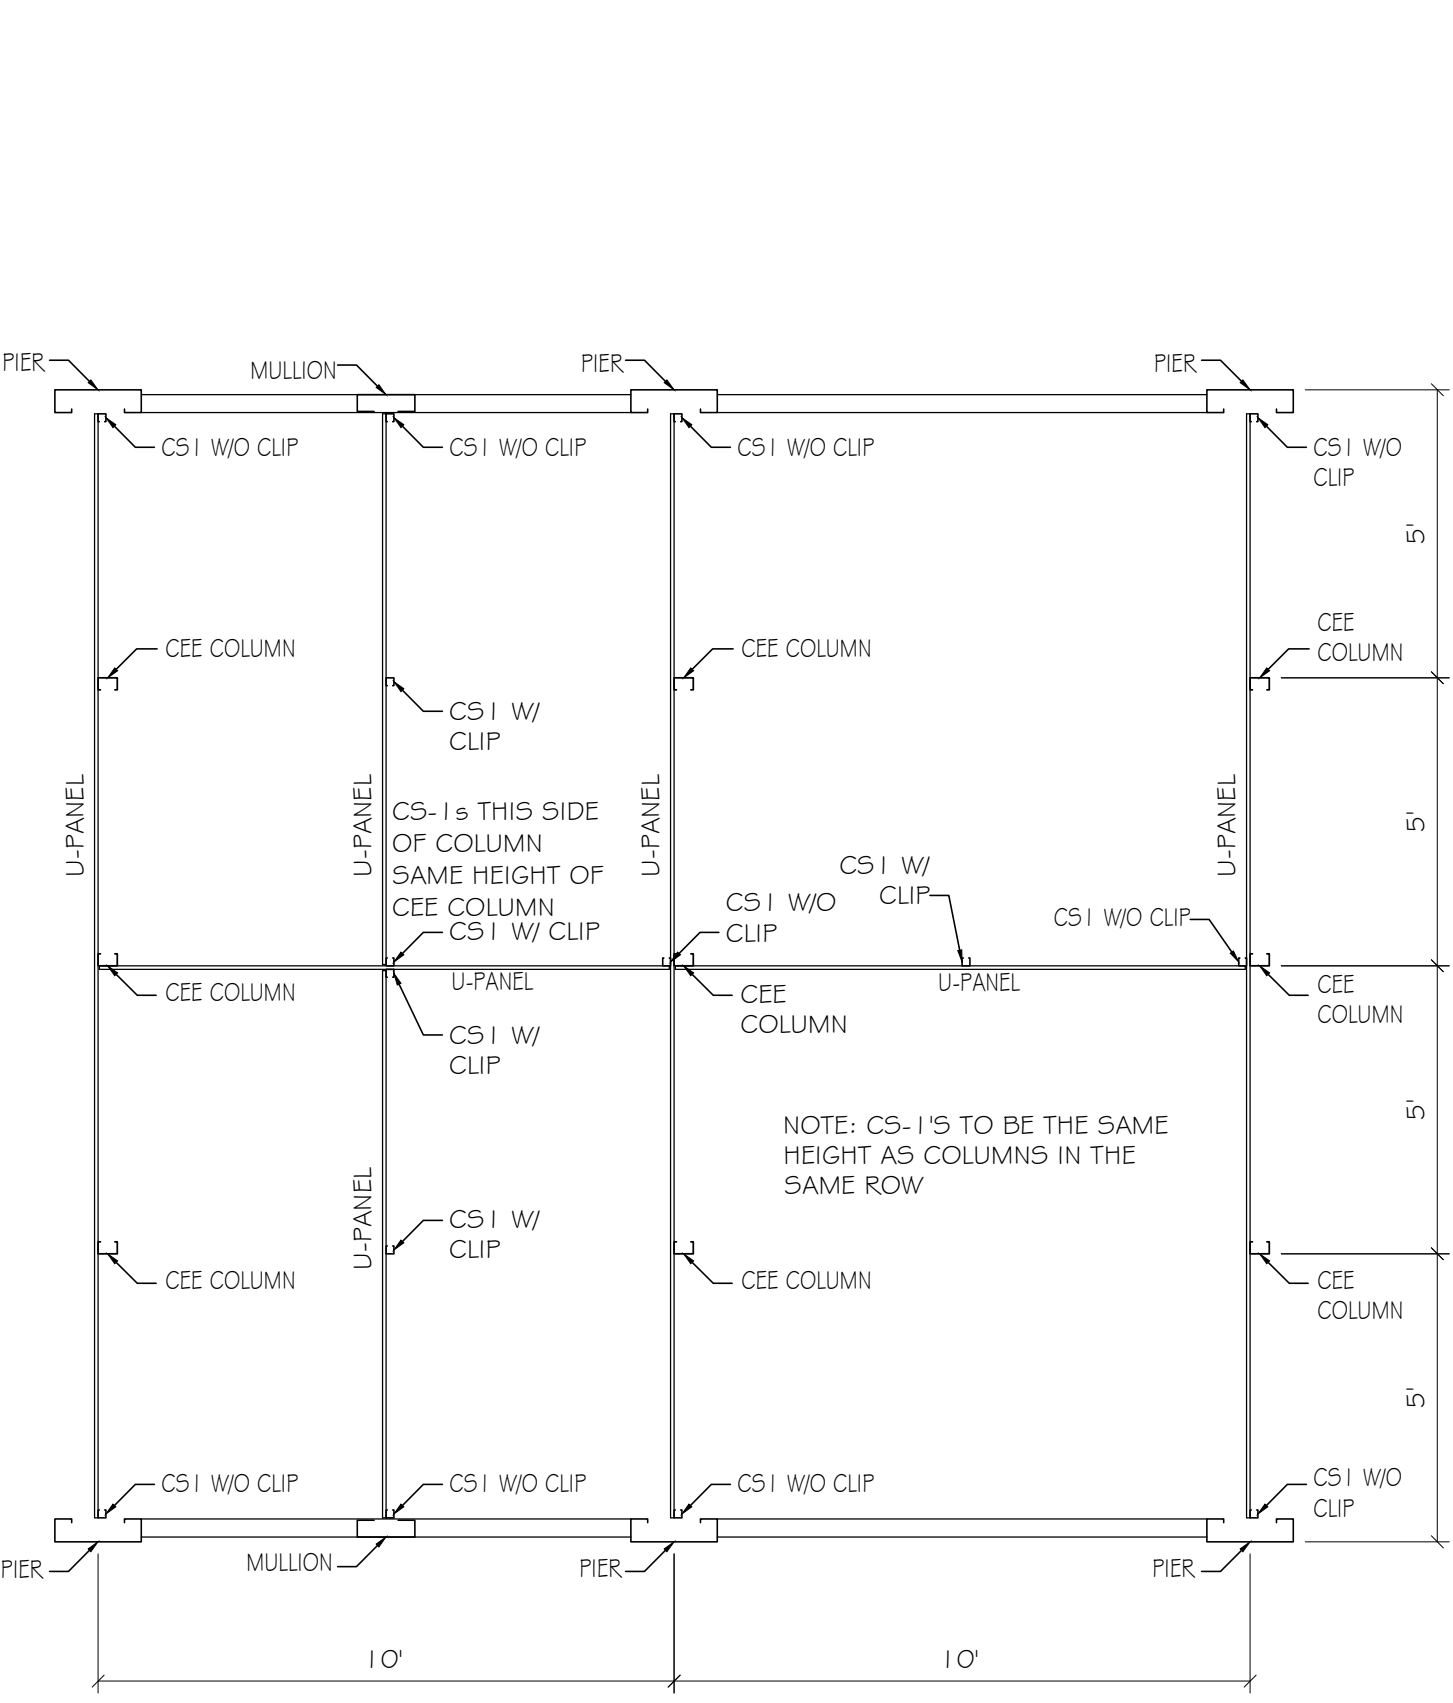 PIER
MULLION
PIER
PIER
CS1 W/O CLIP
CS1 W/O CLIP
CS1 W/O CLIP
CS1 W/O
CLIP
5'
CEE COLUMN
CEE COLUMN
CEE
COLUMN
CS1 W/
CLIP
U-PANEL
U-PANEL
U-PANEL
U-PANEL
5'
CS-1s THIS SIDE
OF COLUMN
SAME HEIGHT OF
CEE COLUMN
CS1 W/ CLIP
CS1 W/
CLIP
CS1 W/O
CLIP
CS1 W/O CLIP
U-PANEL
U-PANEL
CEE COLUMN
CEE
COLUMN
CEE
COLUMN
CS1 W/
CLIP
5'
NOTE: CS-1'S TO BE THE SAME
HEIGHT AS COLUMNS IN THE
SAME ROW
U-PANEL
CS1 W/
CLIP
CEE COLUMN
CEE COLUMN
CEE
COLUMN
5'
CS1 W/O CLIP
CS1 W/O CLIP
CS1 W/O CLIP
CS1 W/O
CLIP
PIER
MULLION
PIER
PIER
10'
10'